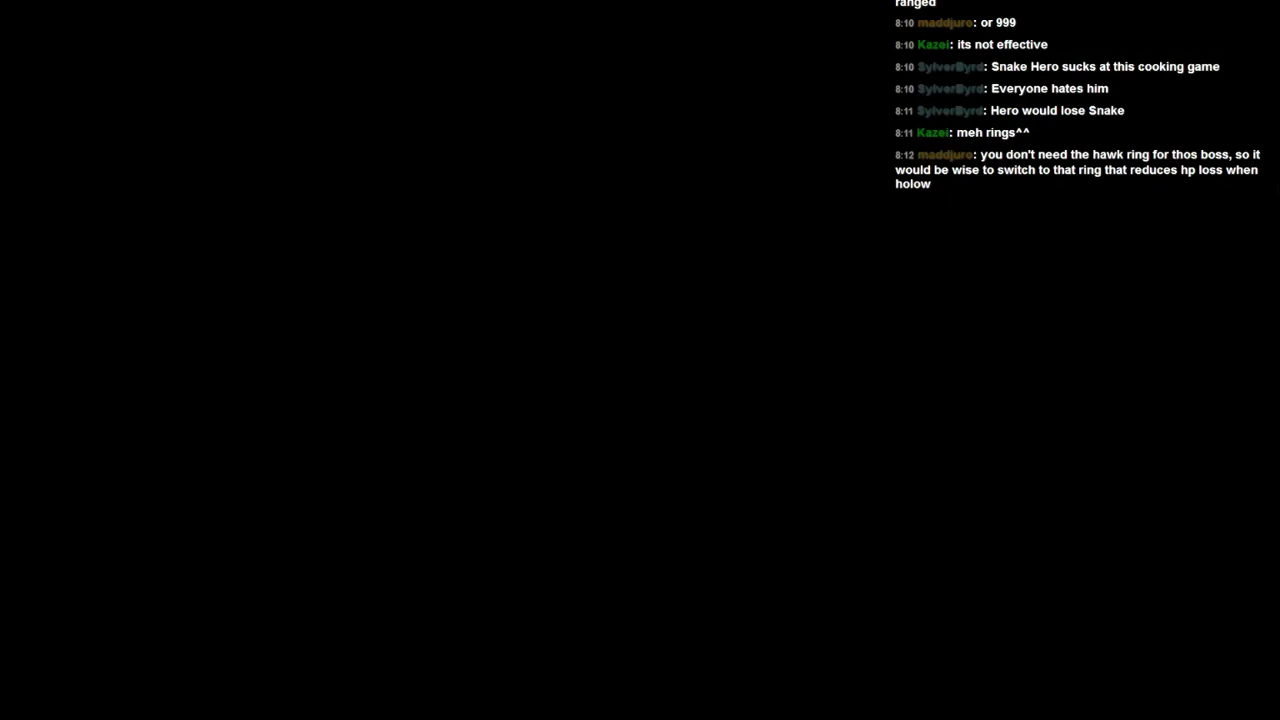 ranged
8:10 maddjuro: or 999
8:10 Kazei: its not effective
8:10 SylverByrd: Snake Hero sucks at this cooking game
8:10 SylverByrd: Everyone hates him
8:11 SylverByrd: Hero would lose Snake
8:11 Kazei: meh rings^^
8:12 maddjuro: you don't need the hawk ring for thos boss, so it
would be wise to switch to that ring that reduces hp loss when
holow